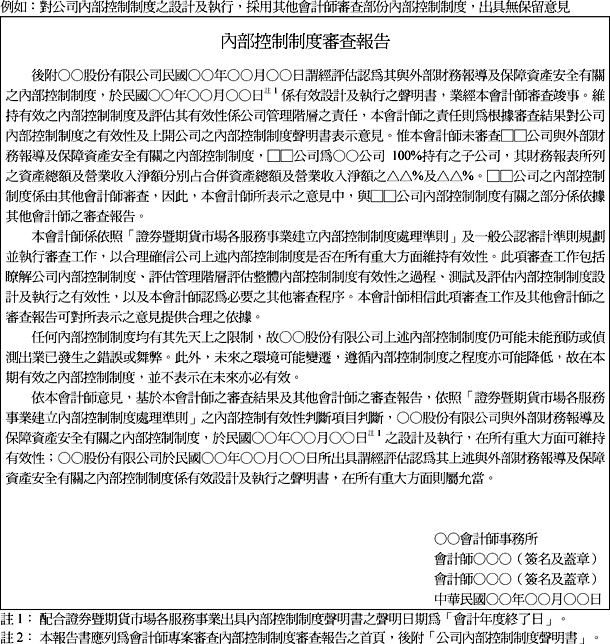 例如：對公司內部控制制度之設計及執行，採用其他會計師審查部份內部控制制度，出具無保留意見
內部控制制度審查報告
後附○○股份有限公司民國○○年○○月○○日謂經評估認為其與外部財務報導及保障資產安全有關
之內部控制制度，於民國○○年○○月○○日註1 係有效設計及執行之聲明書，業經本會計師審查竣事。維
持有效之內部控制制度及評估其有效性係公司管理階層之責任，本會計師之責任則為根據審查結果對公司
內部控制制度之有效性及上開公司之內部控制制度聲明書表示意見。惟本會計師未審查□□公司與外部財
務報導及保障資產安全有關之內部控制制度，□□公司為○○公司 100%持有之子公司，其財務報表所列
之資產總額及營業收入淨額分別占合併資產總額及營業收入淨額之△△%及△△%。□□公司之內部控制
制度係由其他會計師審查，因此，本會計師所表示之意見中，與□□公司內部控制制度有關之部分係依據
其他會計師之審查報告。
本會計師係依照「證券暨期貨市場各服務事業建立內部控制制度處理準則」及一般公認審計準則規劃
並執行審查工作，以合理確信公司上述內部控制制度是否在所有重大方面維持有效性。此項審查工作包括
瞭解公司內部控制制度、評估管理階層評估整體內部控制制度有效性之過程、測試及評估內部控制制度設
計及執行之有效性，以及本會計師認為必要之其他審查程序。本會計師相信此項審查工作及其他會計師之
審查報告可對所表示之意見提供合理之依據。
任何內部控制制度均有其先天上之限制，故○○股份有限公司上述內部控制制度仍可能未能預防或偵
測出業已發生之錯誤或舞弊。此外，未來之環境可能變遷，遵循內部控制制度之程度亦可能降低，故在本
期有效之內部控制制度，並不表示在未來亦必有效。
依本會計師意見，基於本會計師之審查結果及其他會計師之審查報告，依照「證券暨期貨市場各服務
事業建立內部控制制度處理準則」之內部控制有效性判斷項目判斷，○○股份有限公司與外部財務報導及
保障資產安全有關之內部控制制度，於民國○○年○○月○○日註1 之設計及執行，在所有重大方面可維持
有效性；○○股份有限公司於民國○○年○○月○○日所出具謂經評估認為其上述與外部財務報導及保障
資產安全有關之內部控制制度係有效設計及執行之聲明書，在所有重大方面則屬允當。
○○會計師事務所
會計師○○○（簽名及蓋章）
會計師○○○（簽名及蓋章）
中華民國○○年○○月○○日
註1： 配合證券暨期貨市場各服務事業出具內部控制制度聲明書之聲明日期為「會計年度終了日」。
註2： 本報告書應列為會計師專案審查內部控制制度審查報告之首頁，後附「公司內部控制制度聲明書」。